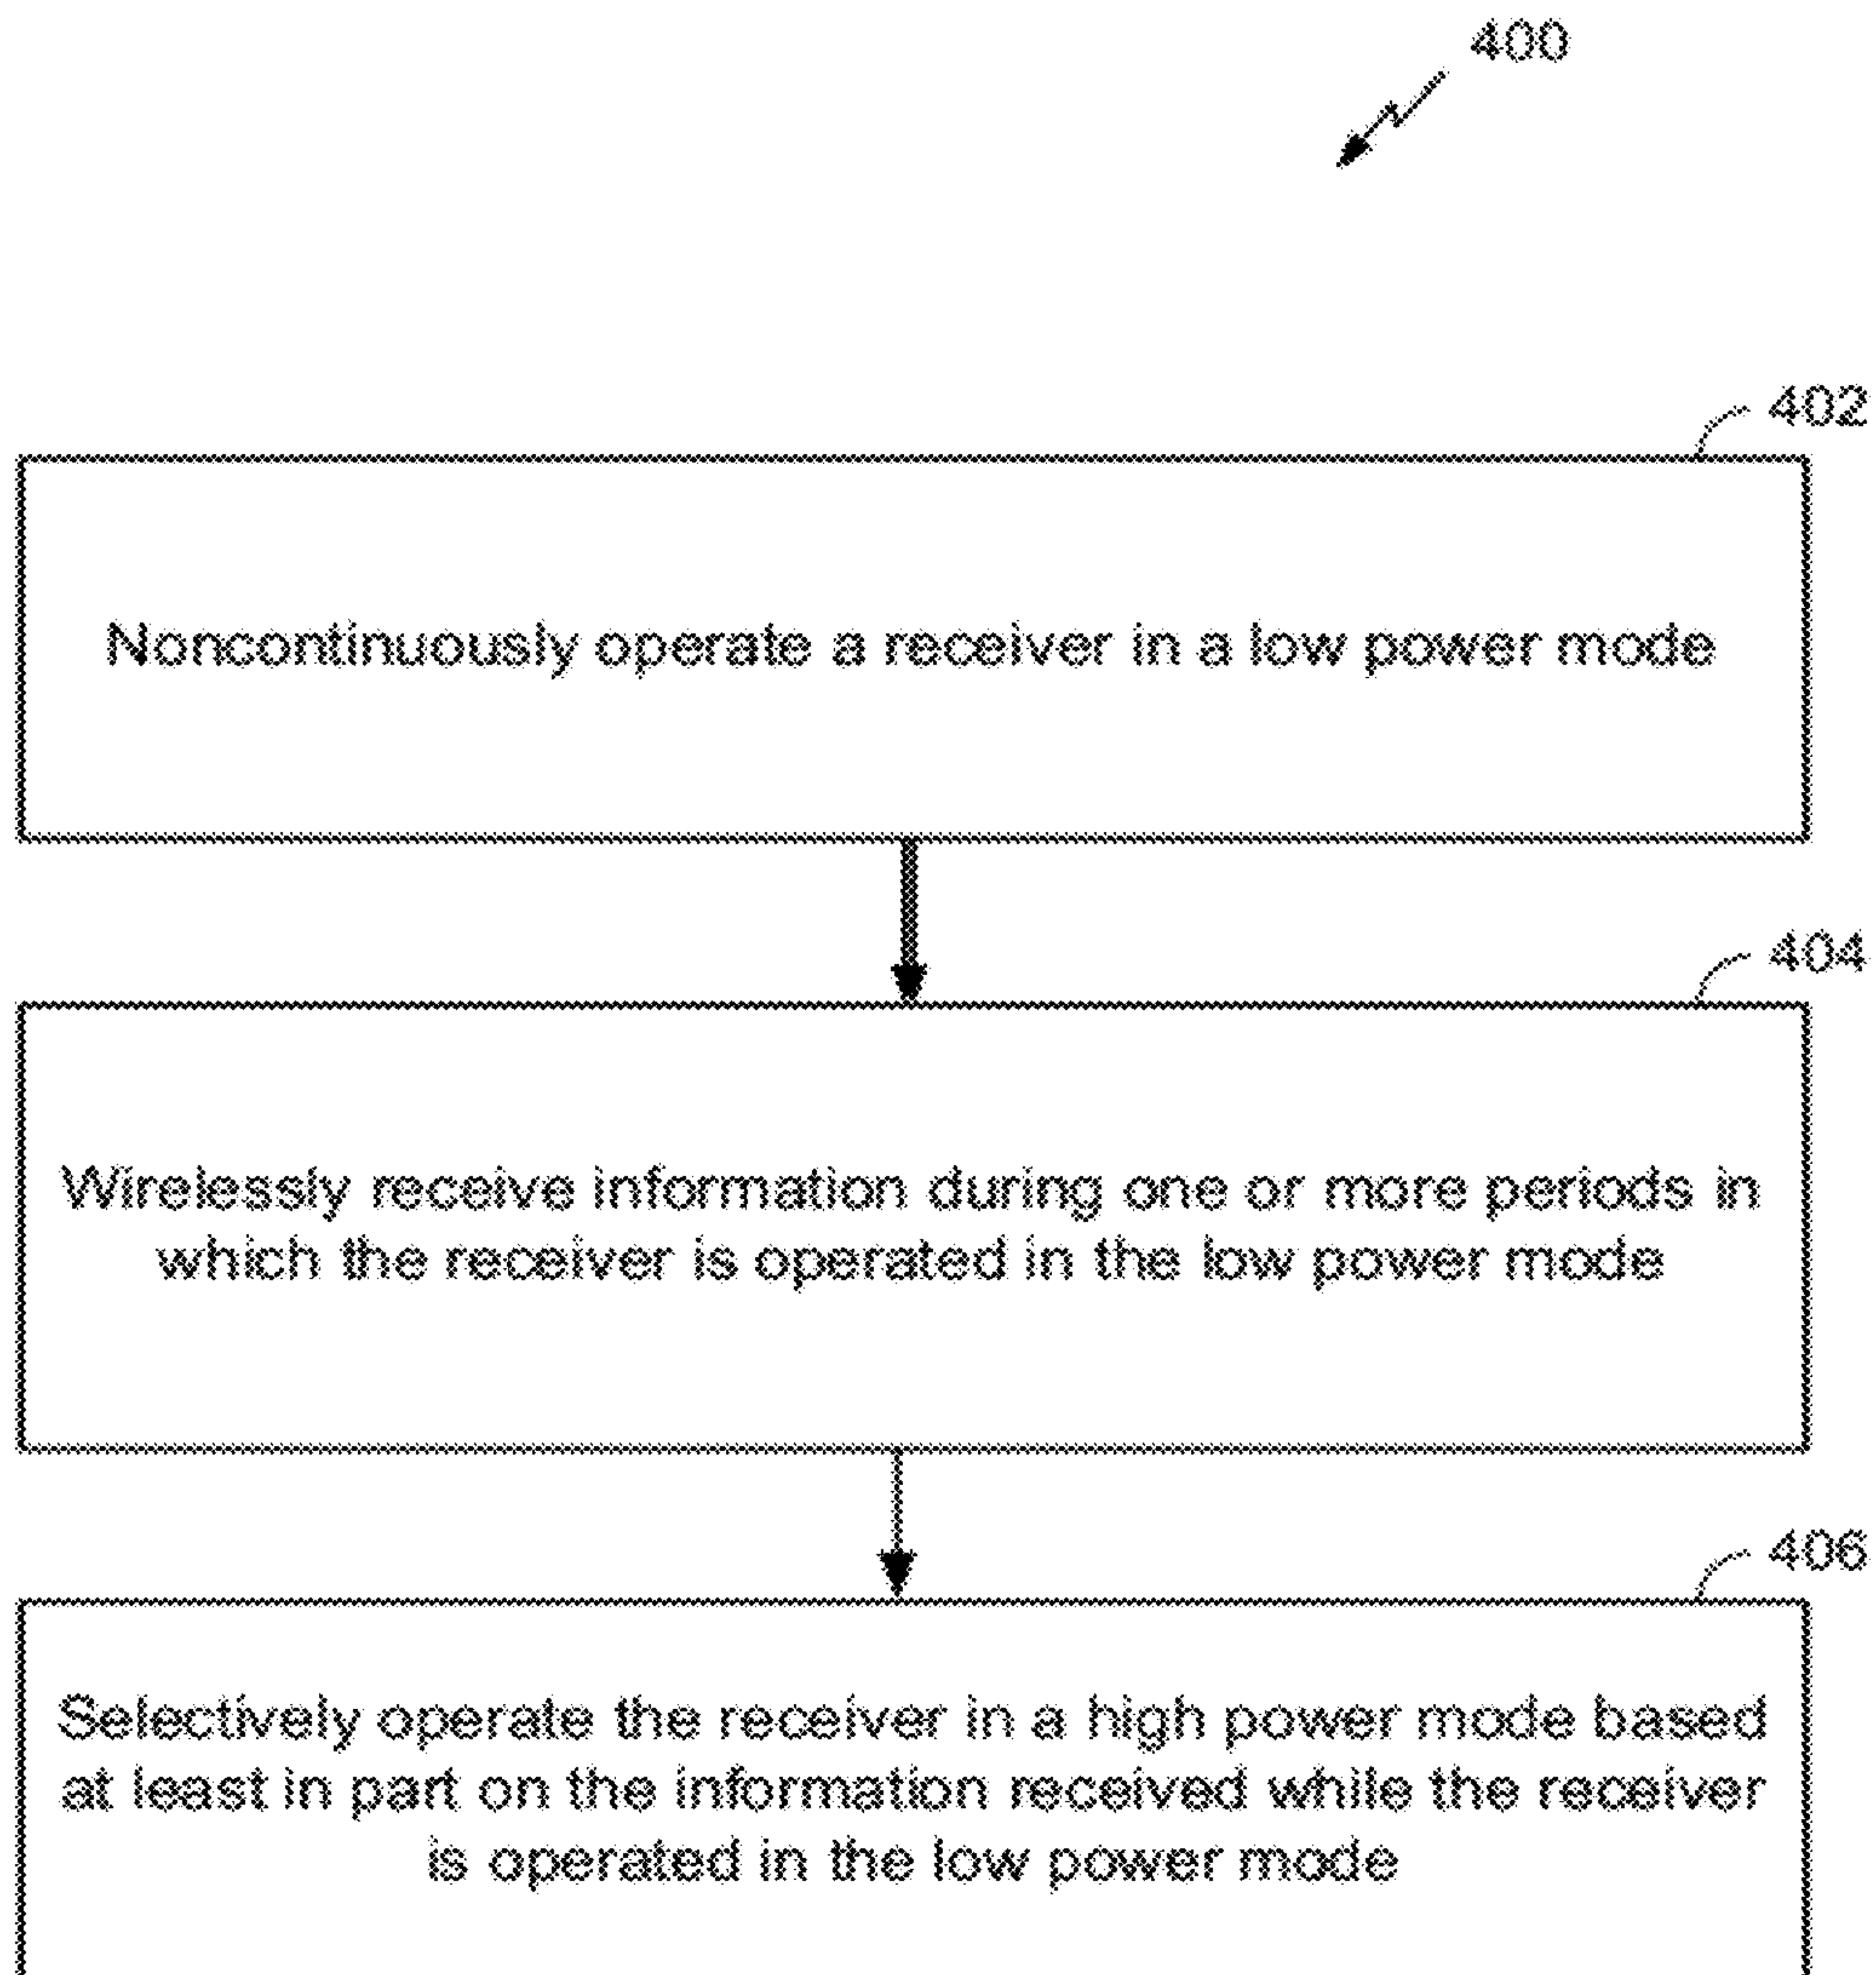 400
402
Noncontinuously operate a receiver in a low power mode
404
Wirelessly receive information during one or more periods in
which the receiver is operated in the low power mode
406
Selectively operate the receiver in a high power mode based
at least in part on the information received while the receiver
is operated in the low power mode